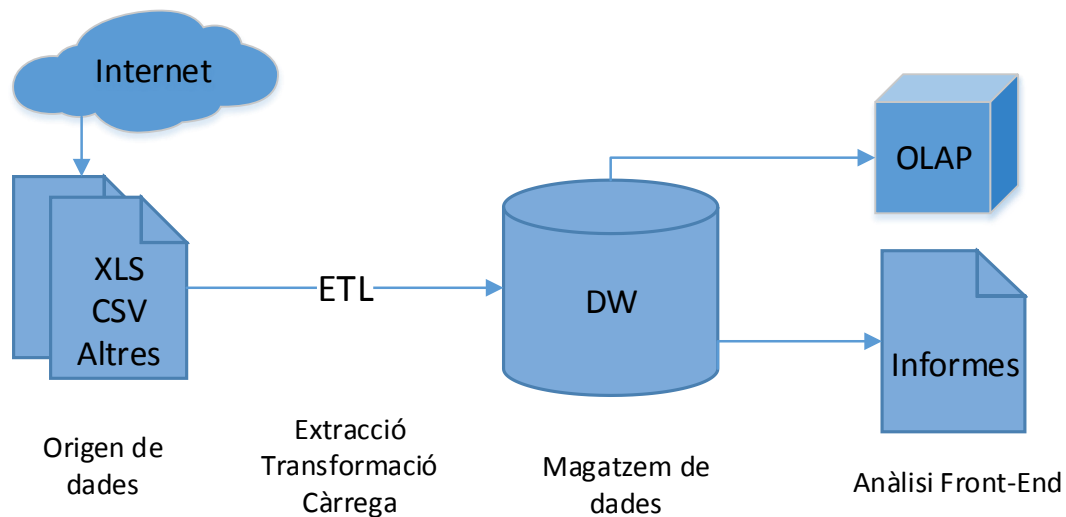 Internet
XLS
CSV
Altres
ETL
DW
OLAP
Informes
Origen de
dades
Extracció
Transformació
Càrrega
Magatzem de
dades
Anàlisi Front-End